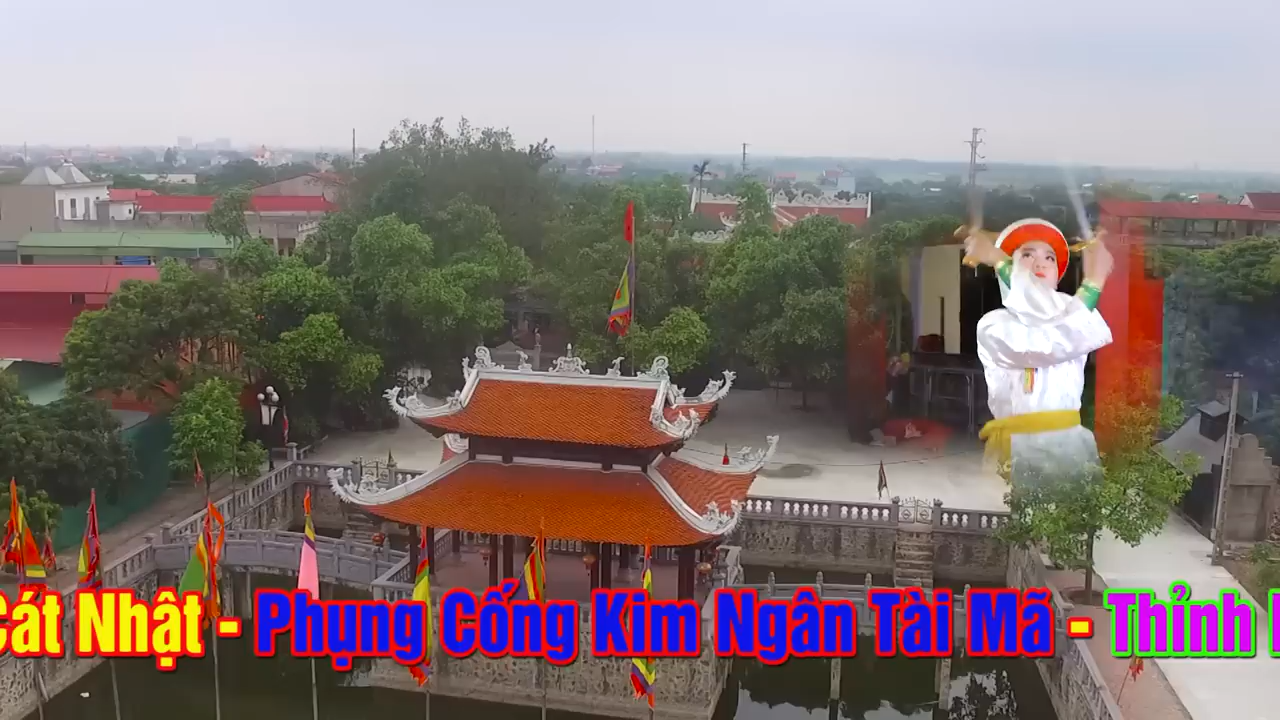 Cát Nhật - Phụng Cống Kim Ngân Tài Mã - Thỉnh